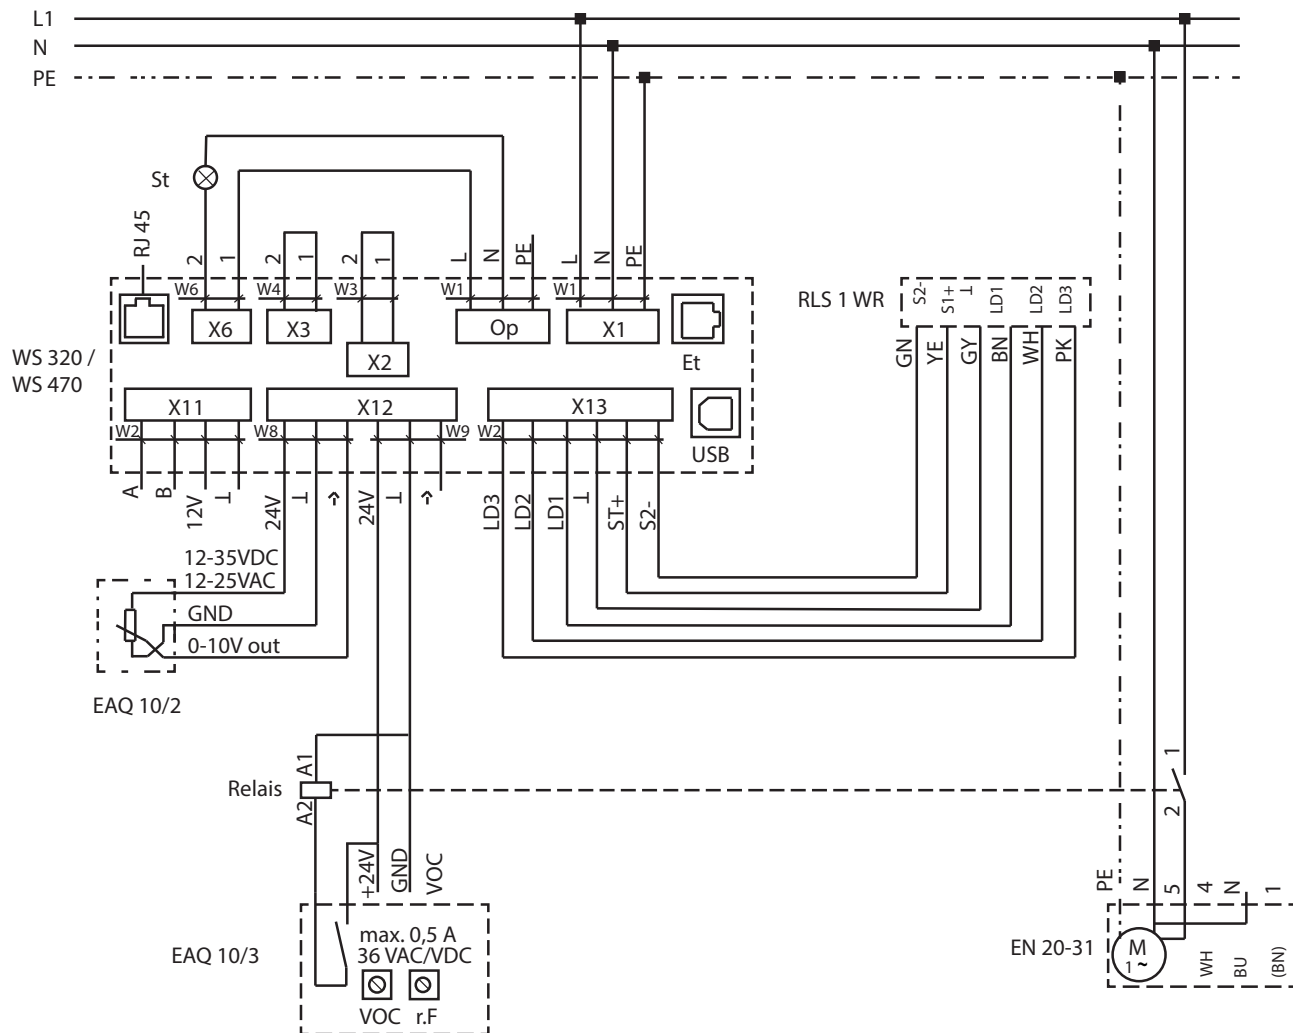 L1
N
PE
St
RJ 45
2
1
2
1
2
1
L
N
PE
L
N
PE
W6
W4
W3
W1
W1
X6
X3
X2
Op
X1
Et
WS 320 /
WS 470
X11
X12
X13
W2
W8
W9
W2
USB
RLS 1 WR
S2-
S1+
⊥
LD1
LD2
LD3
GN
YE
GY
BN
WH
PK
A
B
12V
⊥
24V
⊥
24V
⊥
LD3
LD2
LD1
⊥
ST+
S2-
12-35VDC
12-25VAC
GND
0-10V out
EAQ 10/2
A1
Relais
A2
1
2
+24V
GND
VOC
PE
N
5
4
N
1
EAQ 10/3
max. 0,5 A
36 VAC/VDC
VOC r.F
EN 20-31
M
1 ~
WH
BU
(BN)